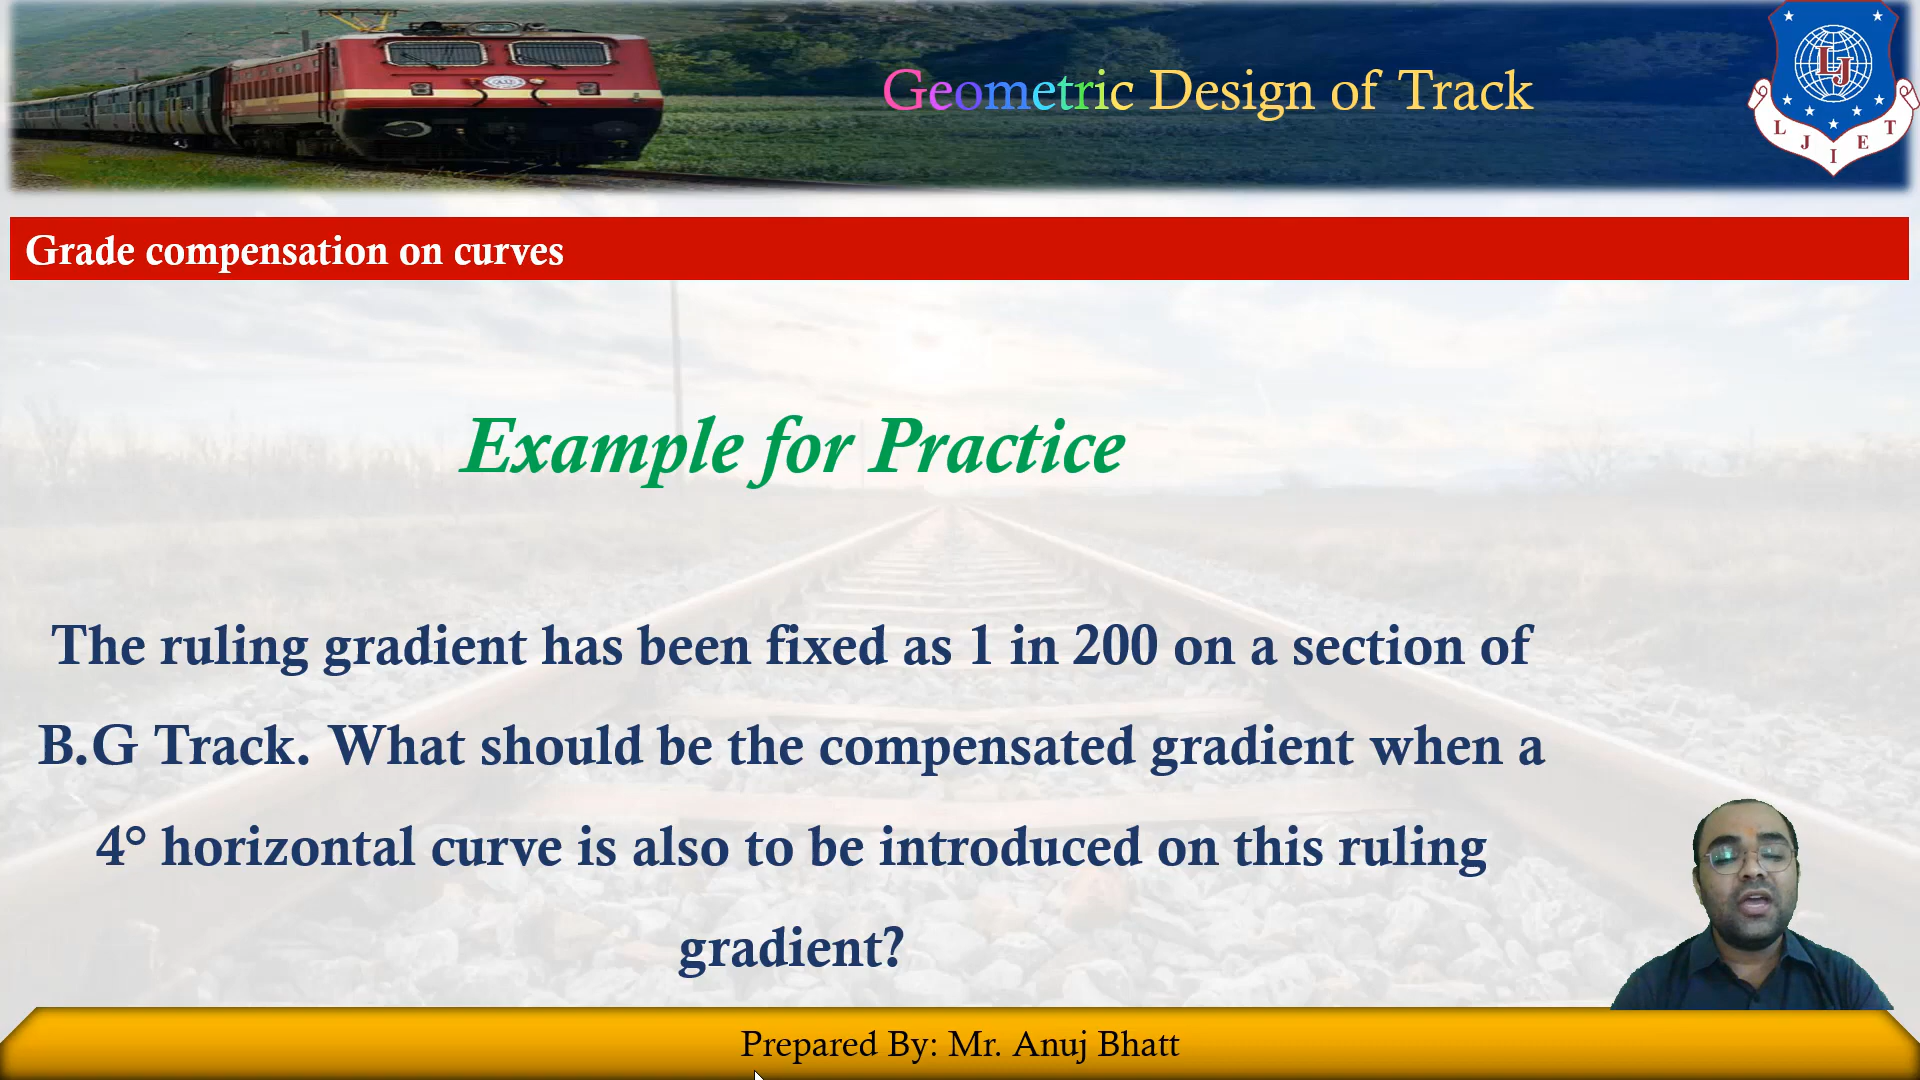 Geometric Design of Track
LJ
L J I E T
Grade compensation on curves
Example for Practice
The ruling gradient has been fixed as 1 in 200 on a section of
B.G Track. What should be the compensated gradient when a
4° horizontal curve is also to be introduced on this ruling
gradient?
Prepared By: Mr. Anuj Bhatt